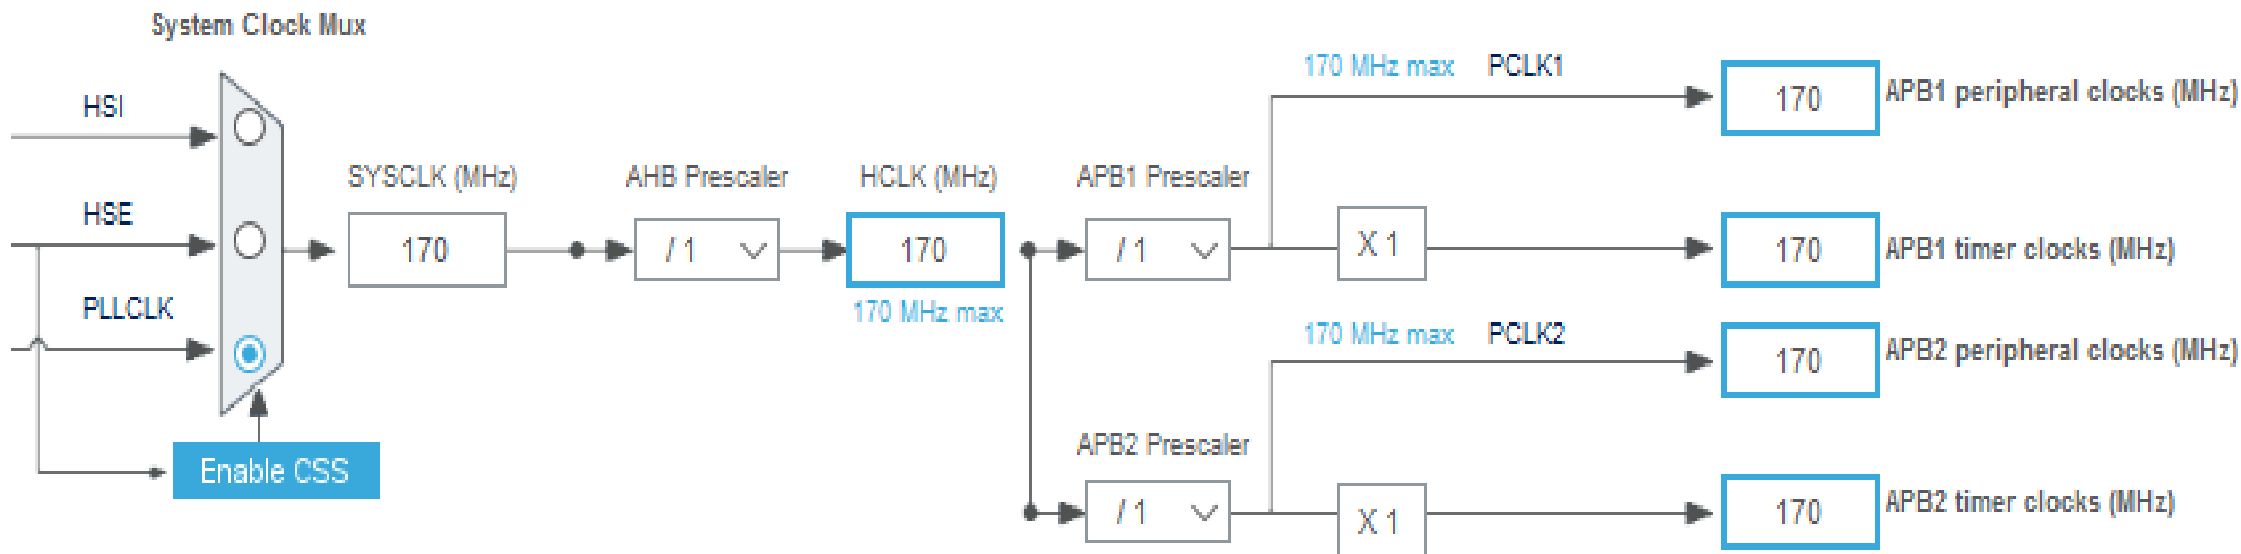 System Clock Mux
HSI
HSE
PLLCLK
Enable CSS
SYSCLK (MHz)
170
AHB Prescaler
/ 1
HCLK (MHz)
170
170 MHz max
APB1 Prescaler
/ 1
170 MHz max PCLK1
170
APB1 peripheral clocks (MHz)
X 1
170
APB1 timer clocks (MHz)
170 MHz max PCLK2
170
APB2 peripheral clocks (MHz)
APB2 Prescaler
/ 1
X 1
170
APB2 timer clocks (MHz)